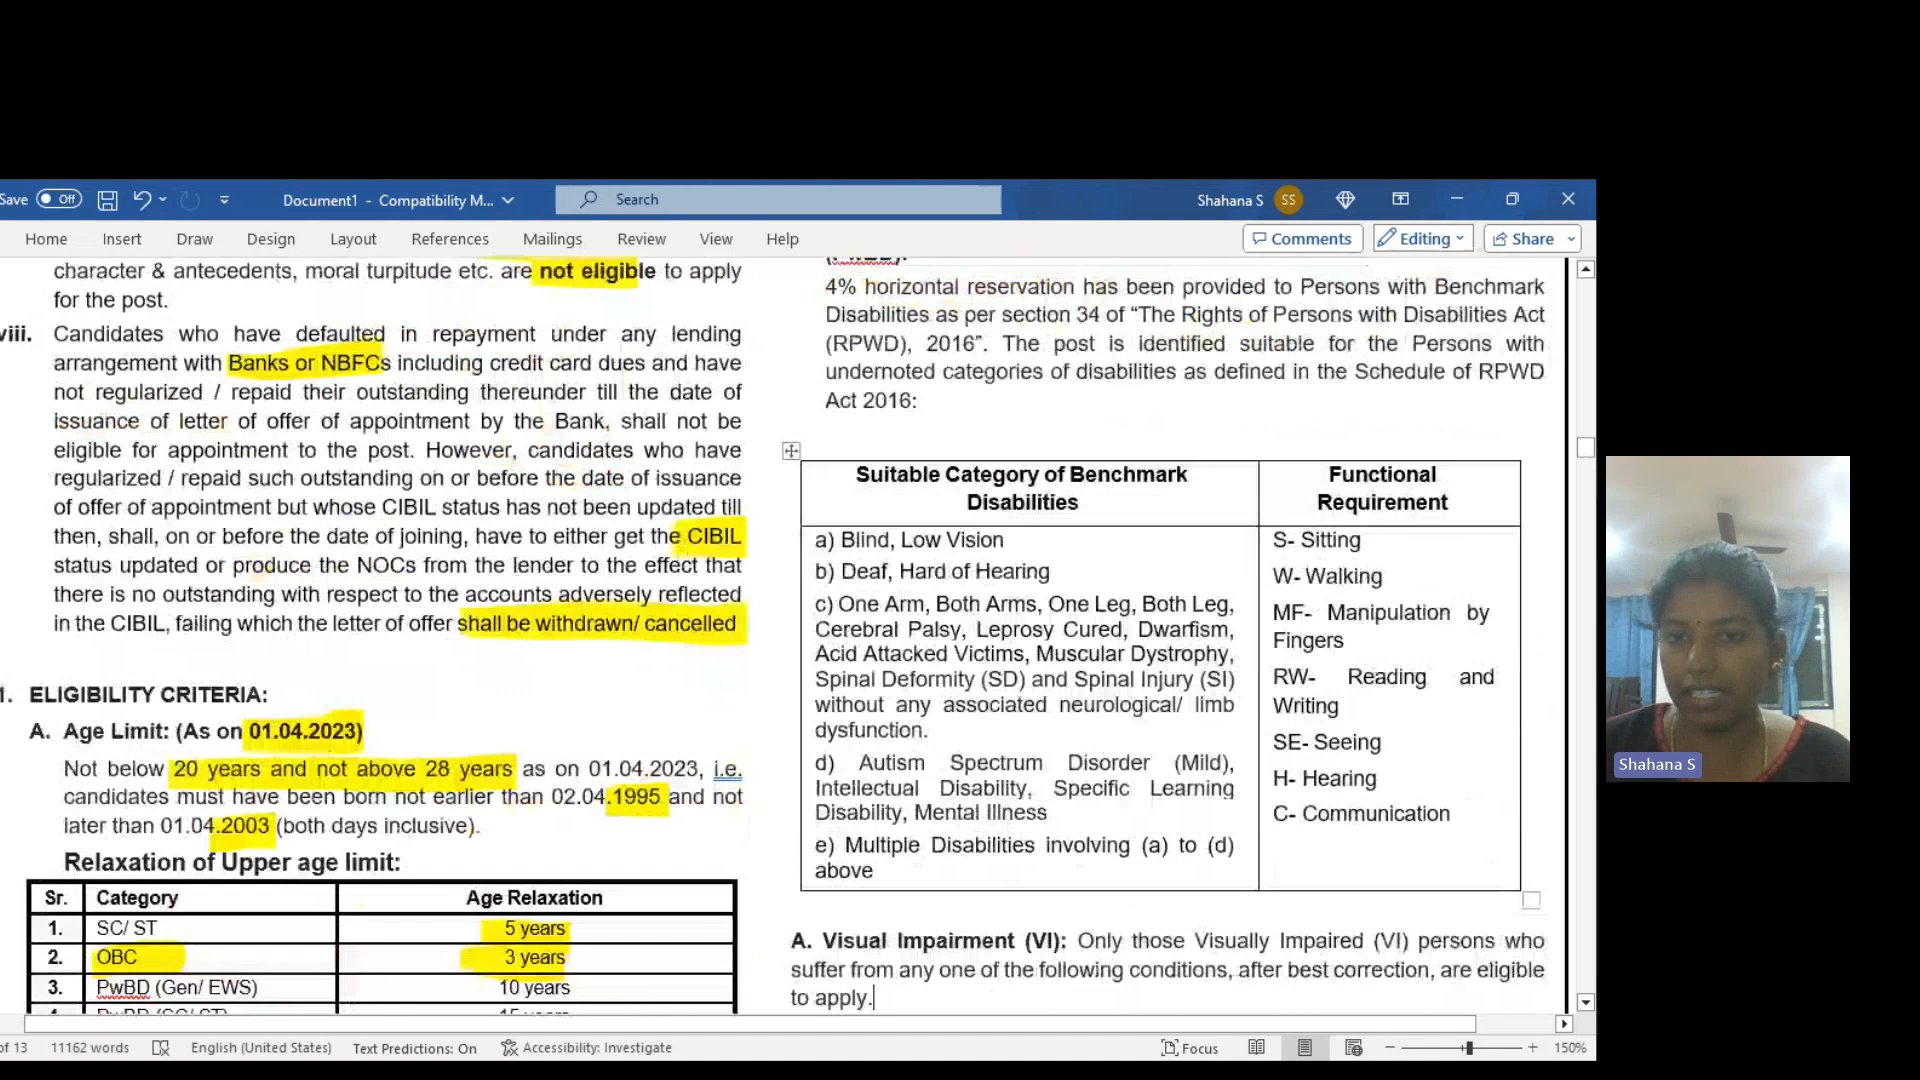 Save Off Document1 - Compatibility M... Search Shahana S SS
Home Insert Draw Design Layout References Mailings Review View Help Comments Editing Share
character & antecedents, moral turpitude etc. are not eligible to apply
for the post.
viii. Candidates who have defaulted in repayment under any lending
arrangement with Banks or NBFCs including credit card dues and have
not regularized / repaid their outstanding thereunder till the date of
issuance of letter of offer of appointment by the Bank, shall not be
eligible for appointment to the post. However, candidates who have
regularized / repaid such outstanding on or before the date of issuance
of offer of appointment but whose CIBIL status has not been updated till
then, shall, on or before the date of joining, have to either get the CIBIL
status updated or produce the NOCs from the lender to the effect that
there is no outstanding with respect to the accounts adversely reflected
in the CIBIL, failing which the letter of offer shall be withdrawn/ cancelled
1. ELIGIBILITY CRITERIA:
A. Age Limit: (As on 01.04.2023)
Not below 20 years and not above 28 years as on 01.04.2023, i.e.
candidates must have been born not earlier than 02.04.1995 and not
later than 01.04.2003 (both days inclusive).
Relaxation of Upper age limit:
Sr. Category Age Relaxation
1. SC/ ST 5 years
2. OBC 3 years
3. PwBD (Gen/ EWS) 10 years
(PwBD):
4% horizontal reservation has been provided to Persons with Benchmark
Disabilities as per section 34 of “The Rights of Persons with Disabilities Act
(RPWD), 2016”. The post is identified suitable for the Persons with
undernoted categories of disabilities as defined in the Schedule of RPWD
Act 2016:
Suitable Category of Benchmark
Disabilities
a) Blind, Low Vision
b) Deaf, Hard of Hearing
c) One Arm, Both Arms, One Leg, Both Leg,
Cerebral Palsy, Leprosy Cured, Dwarfism,
Acid Attacked Victims, Muscular Dystrophy,
Spinal Deformity (SD) and Spinal Injury (SI)
without any associated neurological/ limb
dysfunction.
d) Autism Spectrum Disorder (Mild),
Intellectual Disability, Specific Learning
Disability, Mental Illness
e) Multiple Disabilities involving (a) to (d)
above
Functional
Requirement
S- Sitting
W- Walking
MF- Manipulation by
Fingers
RW- Reading and
Writing
SE- Seeing
H- Hearing
C- Communication
A. Visual Impairment (VI): Only those Visually Impaired (VI) persons who
suffer from any one of the following conditions, after best correction, are eligible
to apply.
Shahana S
of 13 11162 words English (United States) Text Predictions: On Accessibility: Investigate Focus 150%